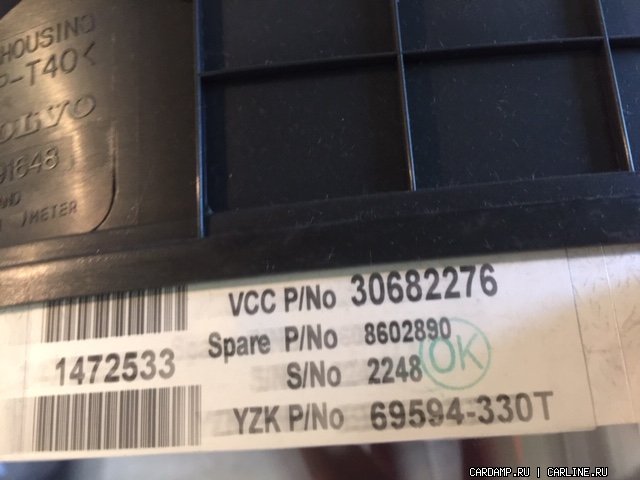 HOUSING
-T40<
OLVO
91648
AND
/METER
VCC P/No 30682276
Spare P/No 8602890
OK
1472533
S/No 2248
YZK P/No 69594-330T
CARDAMP.RU | CARLINE.RU